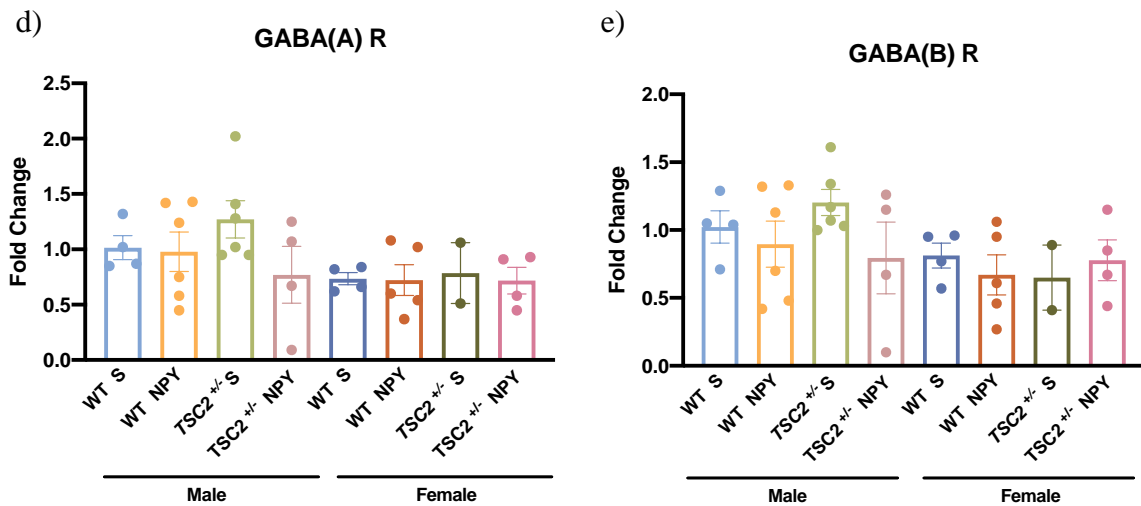 d)
GABA(A) R
Fold Change
2.5
2.0
1.5
1.0
0.5
0.0
WT S
WT NPY
TSC2 +/- S
TSC2 +/- NPY
WT S
WT NPY
TSC2 +/- S
TSC2 +/- NPY
Male
Female
e)
GABA(B) R
Fold Change
2.0
1.5
1.0
0.5
0.0
WT S
WT NPY
TSC2 +/- S
TSC2 +/- NPY
WT S
WT NPY
TSC2 +/- S
TSC2 +/- NPY
Male
Female